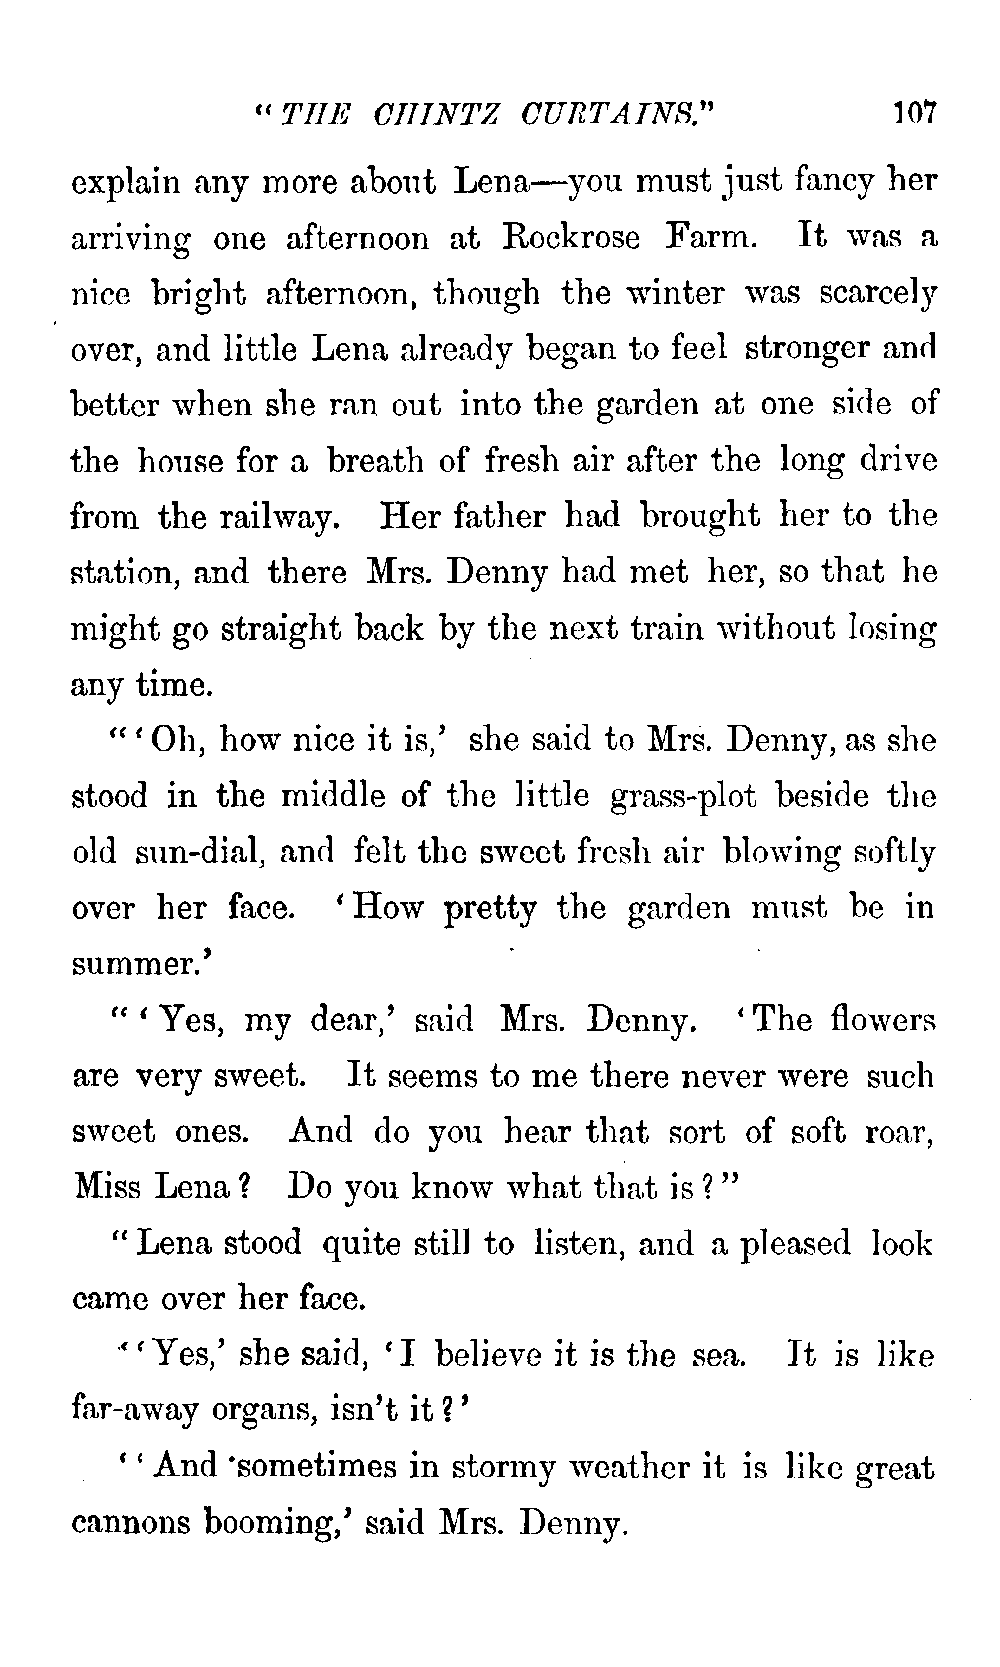 “ THE CHINTZ CURTAINS.” 107
explain any more about Lena—you must just fancy her
arriving one afternoon at Rockrose Farm. It was a
nice bright afternoon, though the winter was scarcely
over, and little Lena already began to feel stronger and
better when she ran out into the garden at one side of
the house for a breath of fresh air after the long drive
from the railway. Her father had brought her to the
station, and there Mrs. Denny had met her, so that he
might go straight back by the next train without losing
any time.
“‘Oh, how nice it is,’ she said to Mrs. Denny, as she
stood in the middle of the little grass-plot beside the
old sun-dial, and felt the sweet fresh air blowing softly
over her face. ‘How pretty the garden must be in
summer.’
“‘Yes, my dear,’ said Mrs. Denny. ‘The flowers
are very sweet. It seems to me there never were such
sweet ones. And do you hear that sort of soft roar,
Miss Lena? Do you know what that is?”
“Lena stood quite still to listen, and a pleased look
came over her face.
“‘Yes,’ she said, ‘I believe it is the sea. It is like
far-away organs, isn’t it?’
‘‘And sometimes in stormy weather it is like great
cannons booming,’ said Mrs. Denny.